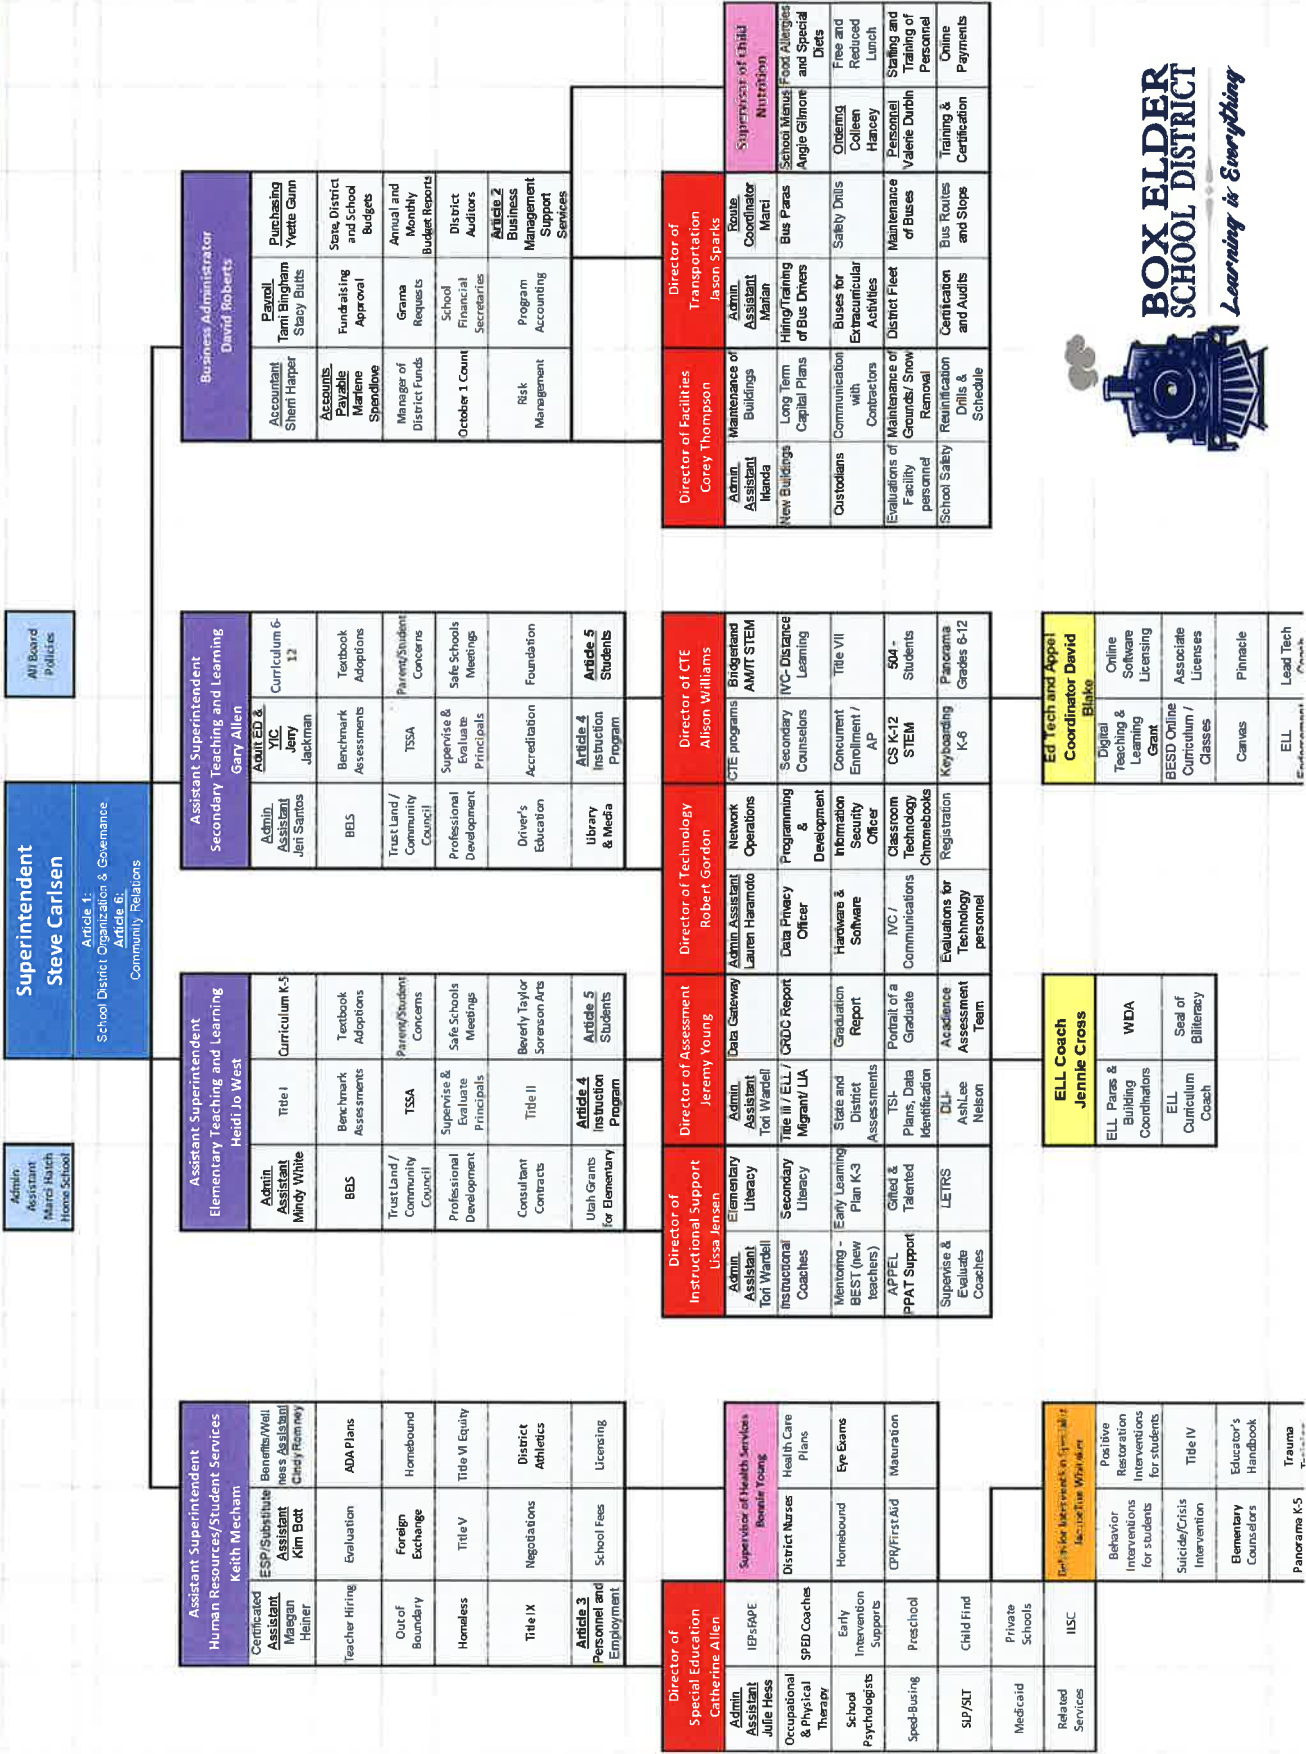 Admin
Assistant
Marci Hatch
Home School
Superintendent
Steve Carlsen
Article 1:
School District Organization & Governance
Article 6:
Community Relations
All Board
Policies
Assistant Superintendent
Human Resources/Student Services
Keith Mecham
Certificated
Assistant
Maegan
Heiner
ESP/Substitute
Assistant
Kim Bott
Benefits/Well
ness Assistant
Cindy Romney
Teacher Hiring
Evaluation
ADA Plans
Out of
Boundary
Foreign
Exchange
Homebound
Homeless
Title V
Title VI Equity
Title IX
Negotiations
District
Athletics
Article 3
Personnel and
Employment
School Fees
Licensing
Assistant Superintendent
Elementary Teaching and Learning
Heidi Jo West
Admin
Assistant
Mindy White
Title I
Curriculum K-5
BELS
Benchmark
Assessments
Textbook
Adoptions
Trust Land /
Community
Council
TSSA
Parent/Student
Concerns
Professional
Development
Supervise &
Evaluate
Principals
Safe Schools
Meetings
Consultant
Contracts
Title II
Beverly Taylor
Sorenson Arts
Utah Grants
for Elementary
Article 4
Instruction
Program
Article 5
Students
Assistant Superintendent
Secondary Teaching and Learning
Gary Allen
Admin
Assistant
Jeri Santos
Adult ED &
YIC
Jerry
Jackman
Curriculum 6-
12
BELS
Benchmark
Assessments
Textbook
Adoptions
Trust Land /
Community
Council
TSSA
Parent/Student
Concerns
Professional
Development
Supervise &
Evaluate
Principals
Safe Schools
Meetings
Driver's
Education
Accreditation
Foundation
Library
& Media
Article 4
Instruction
Program
Article 5
Students
Business Administrator
David Roberts
Accountant
Sherri Harper
Payroll
Tami Bingham
Stacy Butts
Purchasing
Yvette Gunn
Accounts
Payable
Marlene
Spendlove
Fundraising
Approval
State, District
and School
Budgets
Manager of
District Funds
Grama
Requests
Annual and
Monthly
Budget Reports
October 1 Count
School
Financial
Secretaries
District
Auditors
Risk
Management
Program
Accounting
Article 2
Business
Management
Support
Services
Director of
Special Education
Catherine Allen
Admin
Assistant
Julie Hess
IEPs FAPE
Occupational
& Physical
Therapy
SPED Coaches
School
Psychologists
Early
Intervention
Supports
Sped-Busing
Preschool
SLP/SLT
Child Find
Medicaid
Private
Schools
Related
Services
IISC
Supervisor of Health Services
Bonnie Young
District Nurses
Health Care
Plans
Homebound
Eye Exams
CPR/First Aid
Maturation
Director of
Instructional Support
Lissa Jensen
Admin
Assistant
Tori Wardell
Elementary
Literacy
Instructional
Coaches
Secondary
Literacy
Mentoring -
BEST (new
teachers)
Early Learning
Plan K-3
APPEL
PPAT Support
Gifted &
Talented
Supervise &
Evaluate
Coaches
LETRS
Director of Assessment
Jeremy Young
Admin
Assistant
Tori Wardell
Data Gateway
Title III / ELL /
Migrant/ LIA
CRDC Report
State and
District
Assessments
Graduation
Report
TSI-
Plans, Data
Identification
Portrait of a
Graduate
DLI-
AshLee
Nelson
Acadience
Assessment
Team
Director of Technology
Robert Gordon
Admin Assistant
Lauren Haramoto
Network
Operations
Data Privacy
Officer
Programming
&
Development
Hardware &
Software
Information
Security
Officer
IVC /
Communications
Classroom
Technology
Chromebooks
Evaluations for
Technology
personnel
Registration
Director of CTE
Alison Williams
CTE programs
Bridgerland
AM/IT STEM
Secondary
Counselors
IVC- Distance
Learning
Concurrent
Enrollment /
AP
Title VII
CS K-12
STEM
504 -
Students
Keyboarding
K-6
Panorama
Grades 6-12
Director of Facilities
Corey Thompson
Admin
Assistant
Irlanda
Maintenance of
Buildings
New Buildings
Long Term
Capital Plans
Custodians
Communication
with
Contractors
Evaluations of
Facility
personnel
Maintenance of
Grounds/ Snow
Removal
School Safety
Reunification
Drills &
Schedule
Director of
Transportation
Jason Sparks
Admin
Assistant
Marian
Route
Coordinator
Marci
Hiring/Training
of Bus Drivers
Bus Paras
Buses for
Extracurricular
Activities
Safety Drills
District Fleet
Maintenance
of Buses
Certification
and Audits
Bus Routes
and Stops
Supervisor of Child
Nutrition
School Menus
Angie Gilmore
Food Allergies
and Special
Diets
Ordering
Colleen
Hancey
Free and
Reduced
Lunch
Personnel
Valerie Durbin
Staffing and
Training of
Personnel
Training &
Certification
Online
Payments
Behavior Intervention Specialist
Jacqueline Whitaker
Behavior
Interventions
for students
Positive
Restoration
Interventions
for students
Suicide/Crisis
Intervention
Title IV
Elementary
Counselors
Educator's
Handbook
Panorama K-5
Trauma
ELL Coach
Jennie Cross
ELL Paras &
Building
Coordinators
WIDA
ELL
Curriculum
Coach
Seal of
Biliteracy
Ed Tech and Appel
Coordinator David
Blake
Digital
Teaching &
Learning
Grant
Online
Software
Licensing
BESD Online
Curriculum /
Classes
Associate
Licenses
Canvas
Pinnacle
ELL
Lead Tech
BOX ELDER
SCHOOL DISTRICT
Learning is Everything